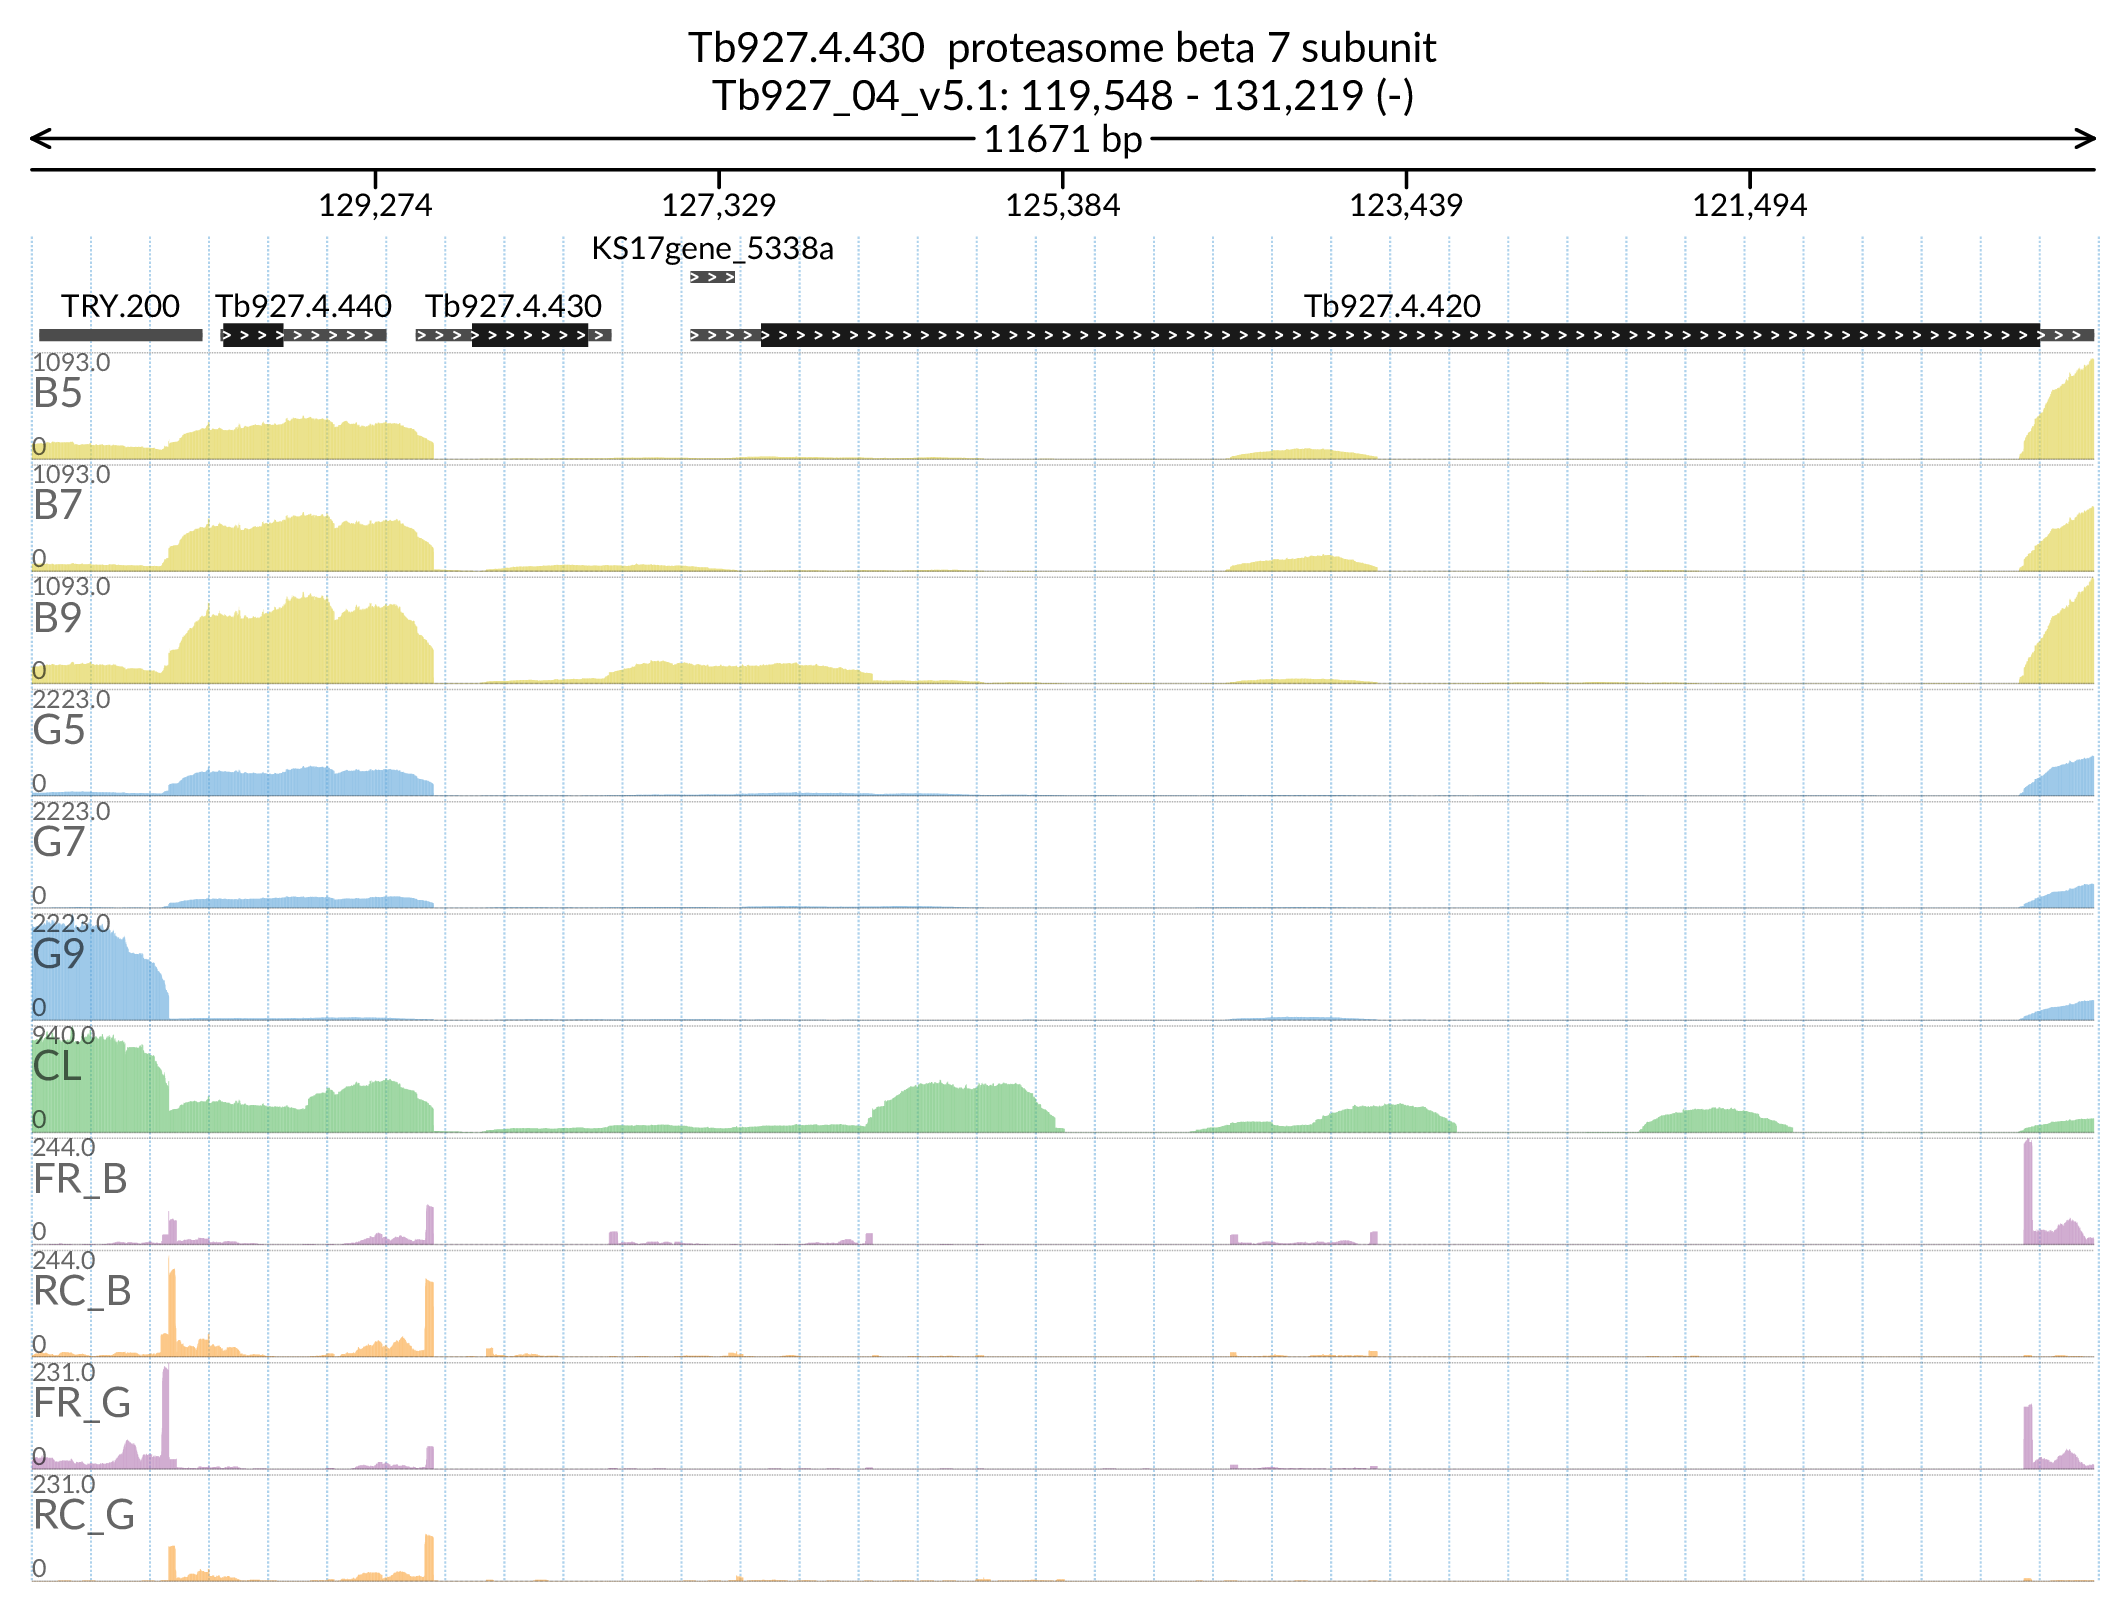 Tb927.4.430 proteasome beta 7 subunit
Tb927_04_v5.1: 119,548 - 131,219 (-)
11671 bp
129,274 127,329 125,384 123,439 121,494
KS17gene_5338a
TRY.200 Tb927.4.440 Tb927.4.430 Tb927.4.420
1093.0
B5
0
1093.0
B7
0
1093.0
B9
0
2223.0
G5
0
2223.0
G7
0
2223.0
G9
0
940.0
CL
0
244.0
FR_B
0
244.0
RC_B
0
231.0
FR_G
0
231.0
RC_G
0